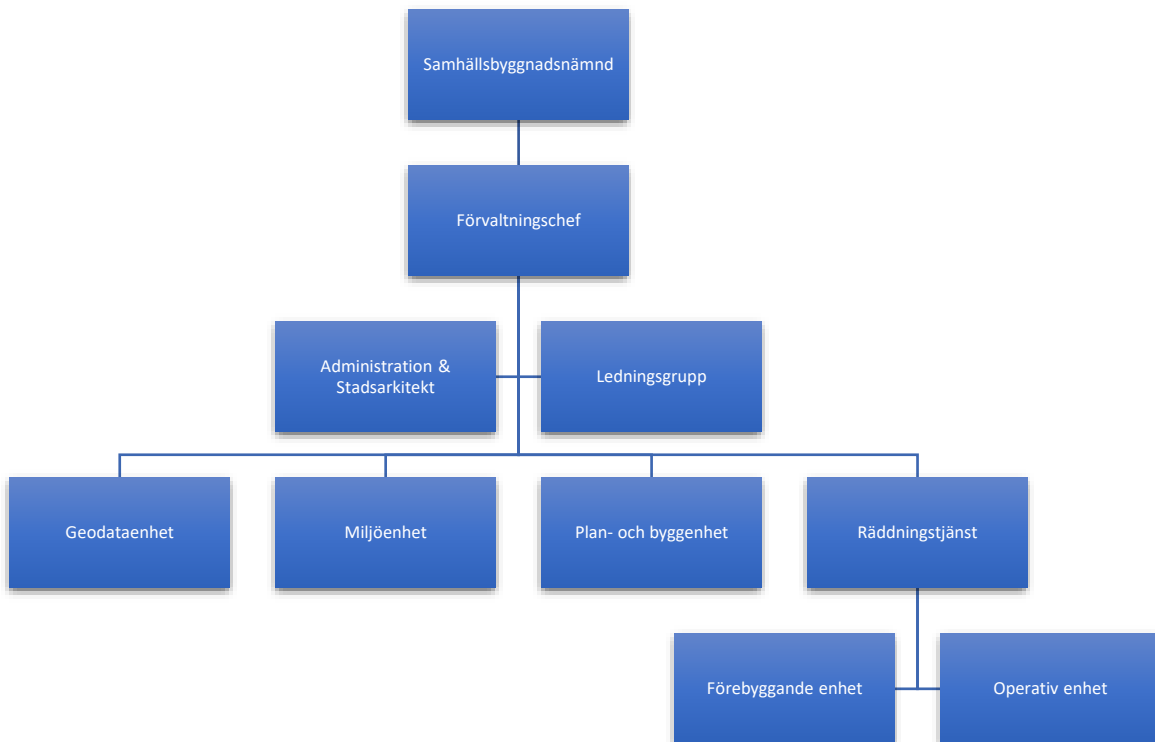 Samhällsbyggnadsnämnd
Förvaltningschef
Administration &
Stadsarkitekt
Ledningsgrupp
Geodataenhet
Miljöenhet
Plan- och byggenhet
Räddningstjänst
Förebyggande enhet
Operativ enhet